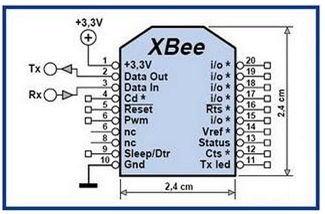 +3,3V
XBee
Tx
Rx
1 +3,3V
2 Data Out
3 Data In
4 Cd *
5 Reset
6 Pwm
6 nc
8 nc
9 Sleep/Dtr
10 Gnd
i/o * 20
i/o * 19
i/o * 18
i/o * 17
Rts * 16
i/o * 15
Vref * 14
Status 13
Cts * 12
Tx led 11
2,4 cm
2,4 cm